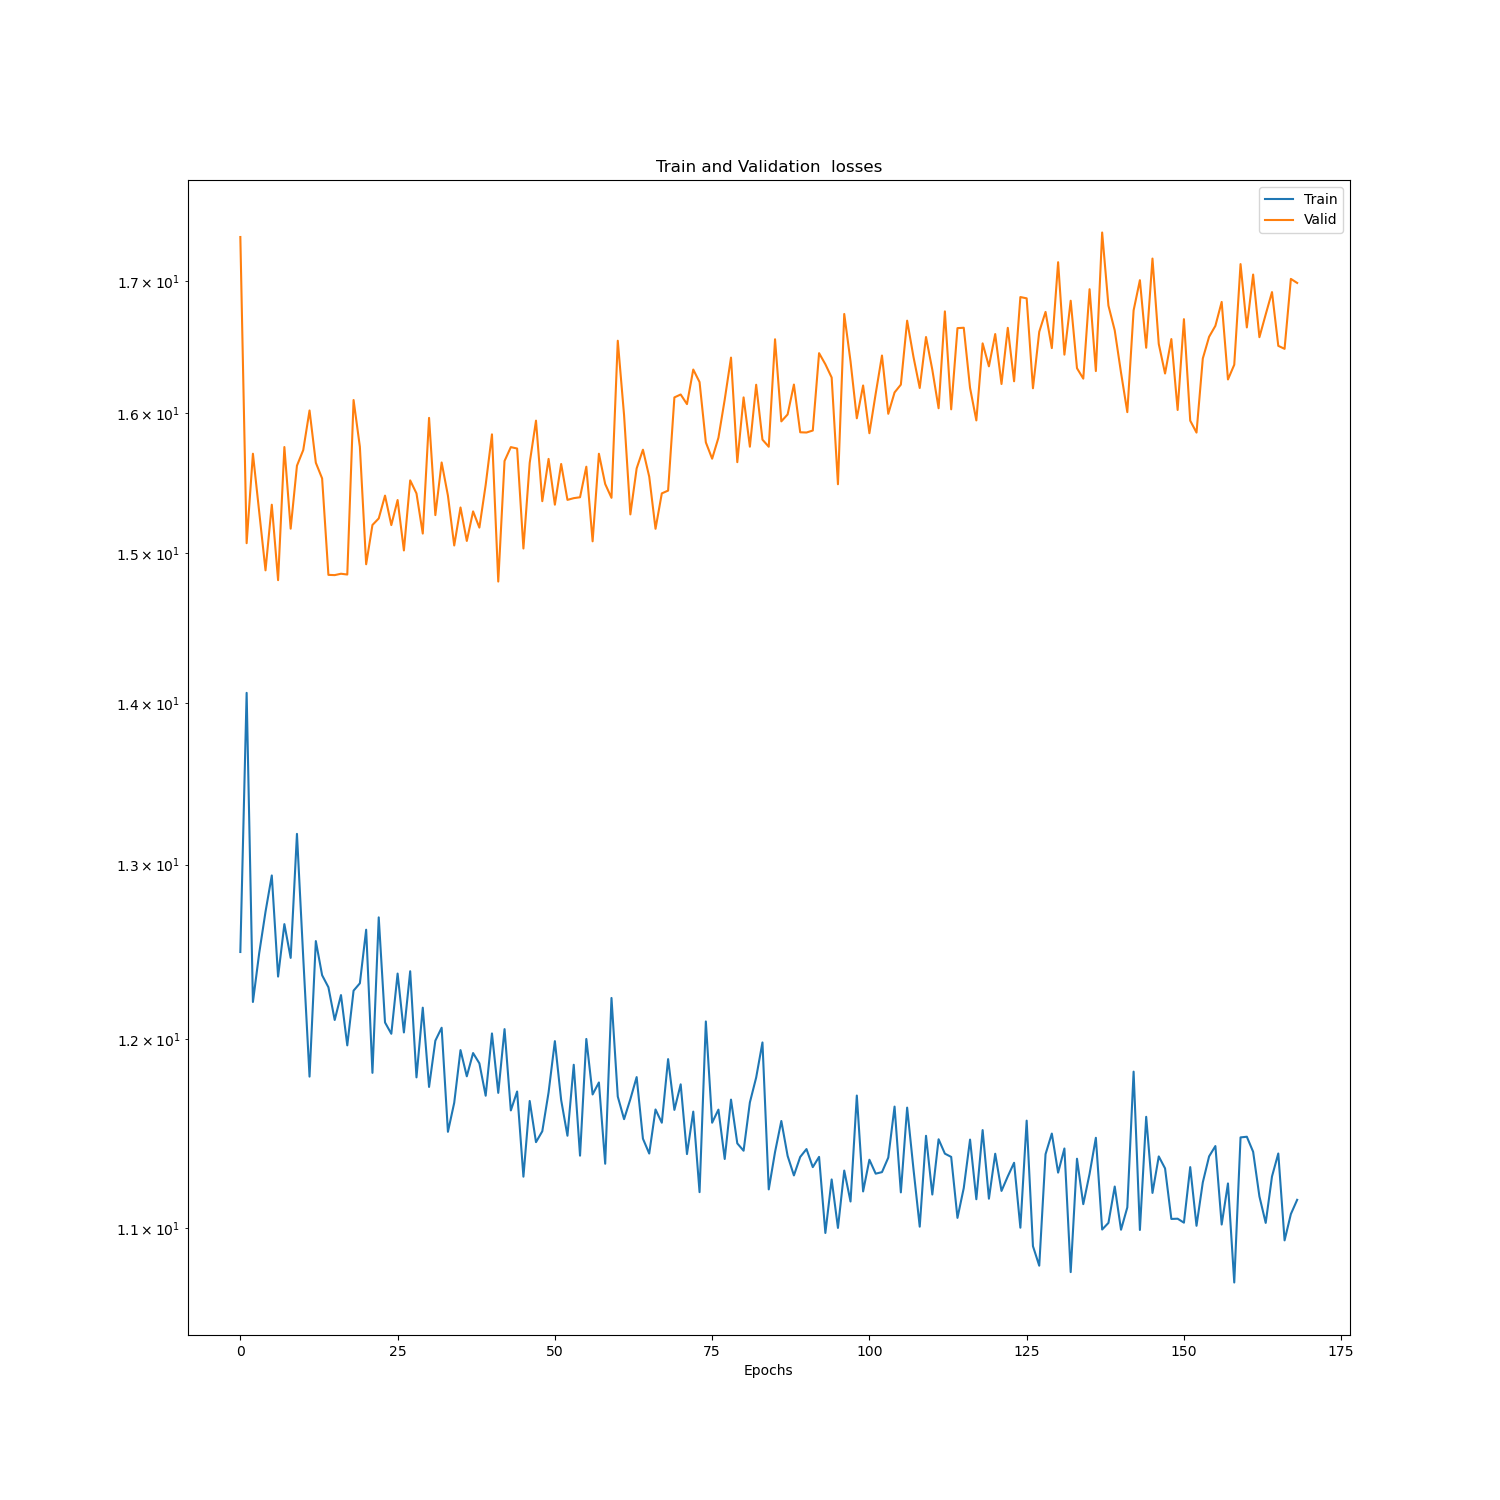 Train and Validation  losses
Train
Valid
1.7 × 10¹
1.6 × 10¹
1.5 × 10¹
1.4 × 10¹
1.3 × 10¹
1.2 × 10¹
1.1 × 10¹
0 25 50 75 100 125 150 175
Epochs